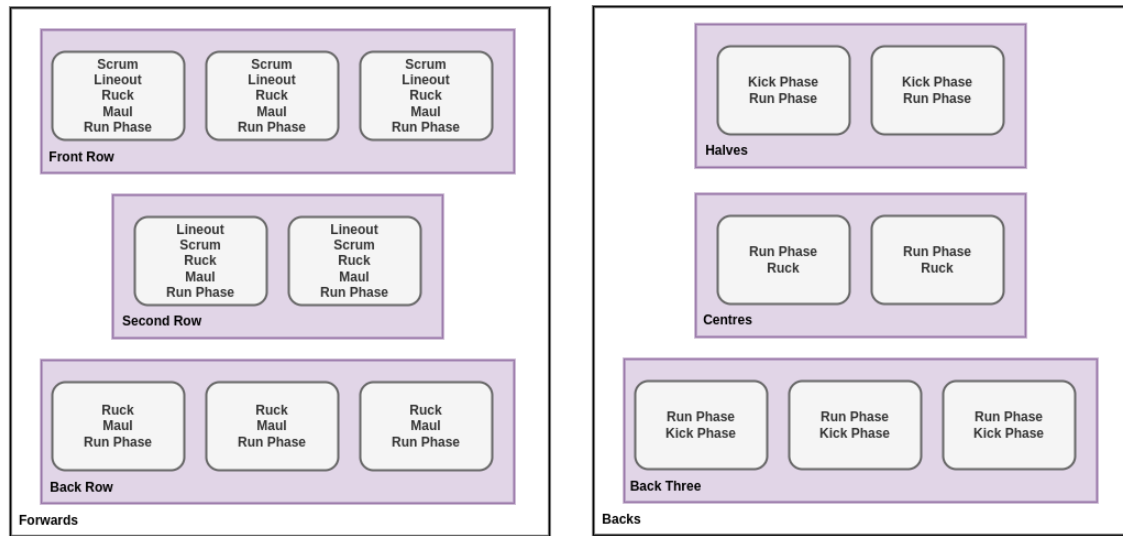 Scrum
Lineout
Ruck
Maul
Run Phase
Scrum
Lineout
Ruck
Maul
Run Phase
Scrum
Lineout
Ruck
Maul
Run Phase
Front Row
Lineout
Scrum
Ruck
Maul
Run Phase
Lineout
Scrum
Ruck
Maul
Run Phase
Second Row
Ruck
Maul
Run Phase
Ruck
Maul
Run Phase
Ruck
Maul
Run Phase
Back Row
Forwards
Kick Phase
Run Phase
Kick Phase
Run Phase
Halves
Run Phase
Ruck
Run Phase
Ruck
Centres
Run Phase
Kick Phase
Run Phase
Kick Phase
Run Phase
Kick Phase
Back Three
Backs